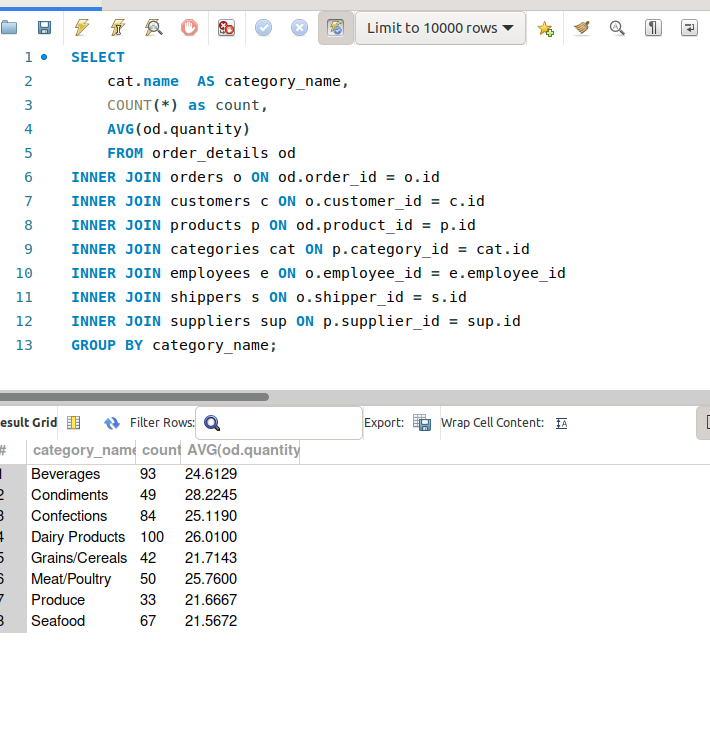 Limit to 10000 rows
1 SELECT
2 cat.name  AS category_name,
3 COUNT(*) as count,
4 AVG(od.quantity)
5 FROM order_details od
6 INNER JOIN orders o ON od.order_id = o.id
7 INNER JOIN customers c ON o.customer_id = c.id
8 INNER JOIN products p ON od.product_id = p.id
9 INNER JOIN categories cat ON p.category_id = cat.id
10 INNER JOIN employees e ON o.employee_id = e.employee_id
11 INNER JOIN shippers s ON o.shipper_id = s.id
12 INNER JOIN suppliers sup ON p.supplier_id = sup.id
13 GROUP BY category_name;
esult Grid Filter Rows: Export: Wrap Cell Content:
# category_name count AVG(od.quantity
1 Beverages 93 24.6129
2 Condiments 49 28.2245
3 Confections 84 25.1190
4 Dairy Products 100 26.0100
5 Grains/Cereals 42 21.7143
6 Meat/Poultry 50 25.7600
7 Produce 33 21.6667
8 Seafood 67 21.5672